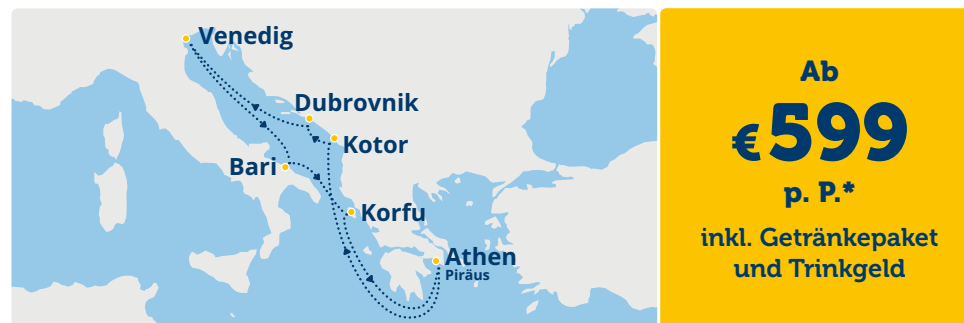 Venedig
Dubrovnik
Kotor
Bari
Korfu
Athen
Piräus
Ab
€ 599
p. P.*
inkl. Getränkepaket
und Trinkgeld